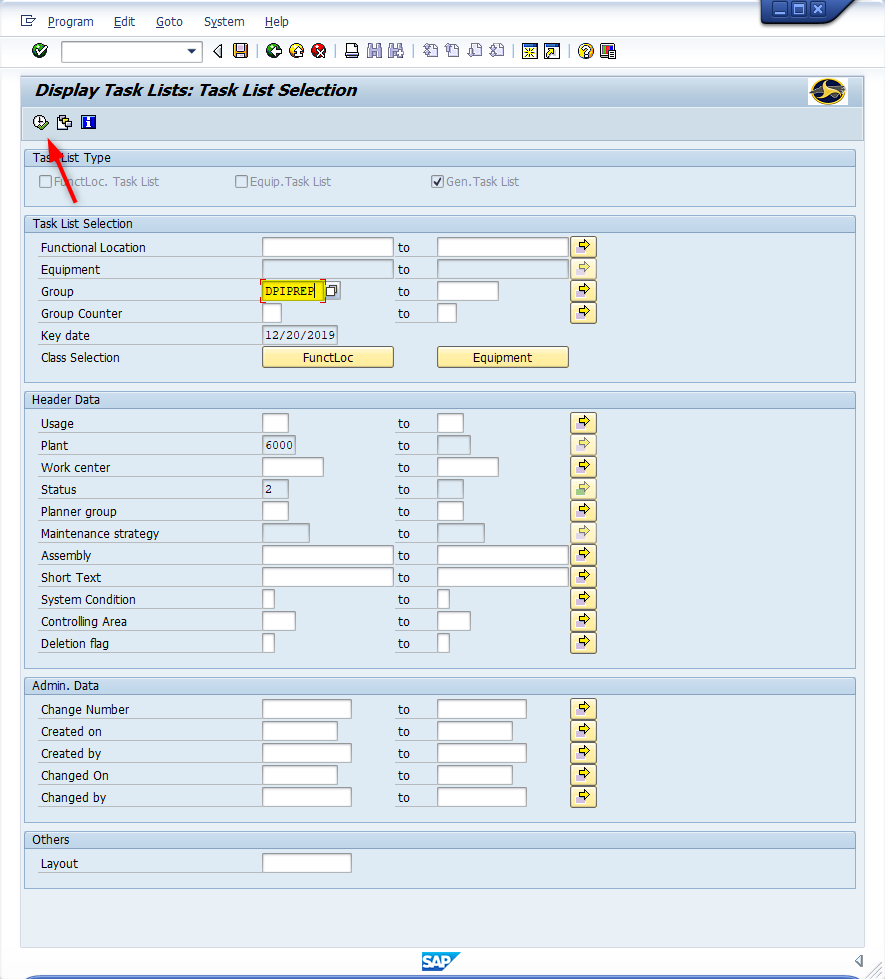 Program Edit Goto System Help
Display Task Lists: Task List Selection
Task List Type
FunctLoc. Task List Equip.Task List Gen.Task List
Task List Selection
Functional Location to
Equipment to
Group DPIPREP to
Group Counter to
Key date 12/20/2019
Class Selection FunctLoc Equipment
Header Data
Usage to
Plant 6000 to
Work center to
Status 2 to
Planner group to
Maintenance strategy to
Assembly to
Short Text to
System Condition to
Controlling Area to
Deletion flag to
Admin. Data
Change Number to
Created on to
Created by to
Changed On to
Changed by to
Others
Layout
SAP